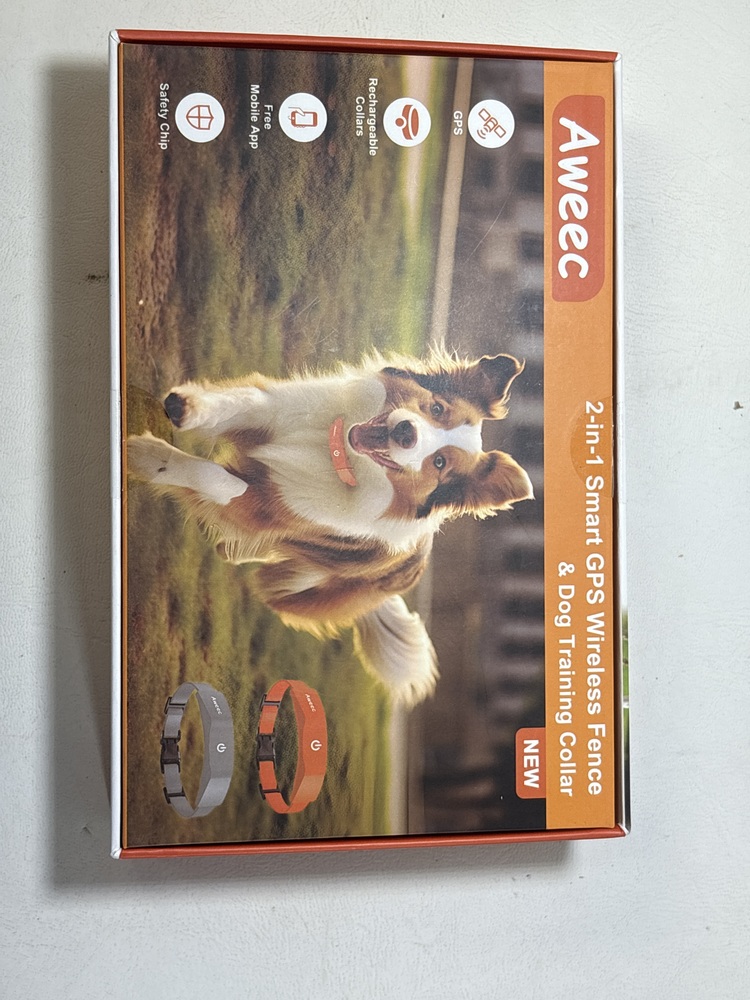 Aweec
2-in-1 Smart GPS Wireless Fence
& Dog Training Collar
NEW
GPS
Rechargeable
Collars
Free
Mobile App
Safety Chip
Aweec
Aweec